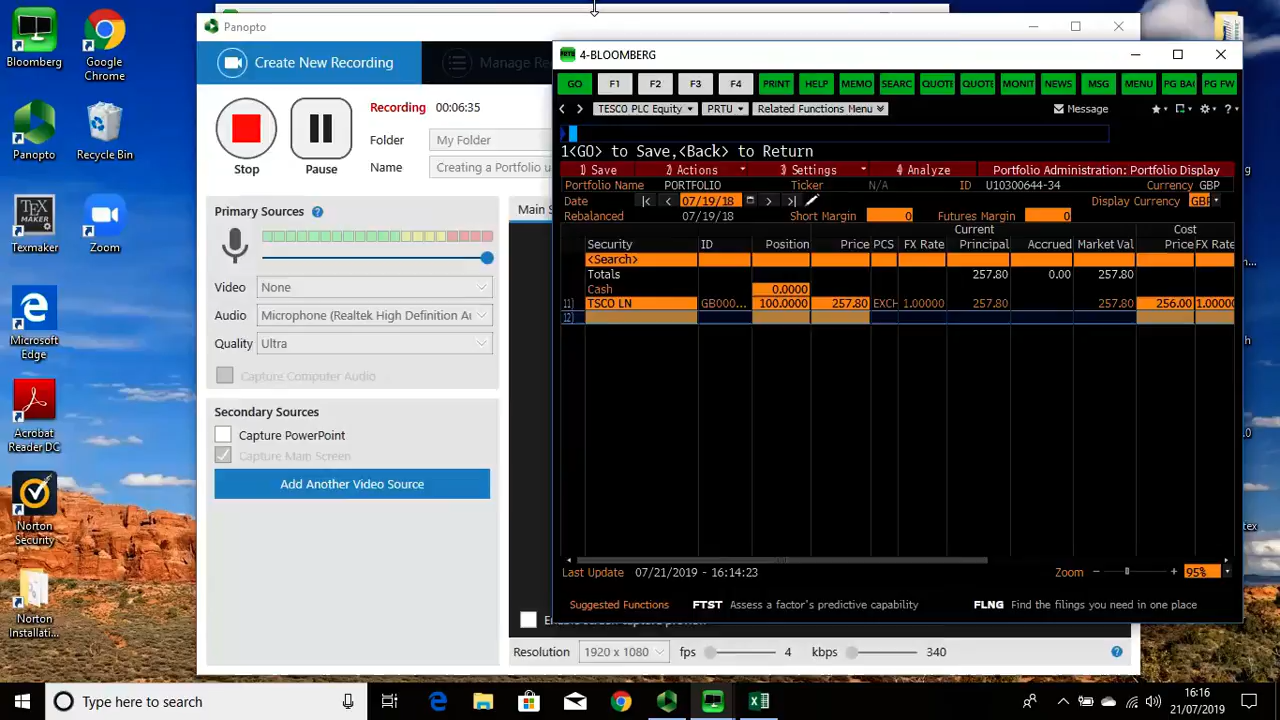 Bloomberg
Google Chrome
Panopto
Recycle Bin
Texmaker
Zoom
Microsoft Edge
Acrobat Reader DC
Norton Security
Norton Installati...
Panopto
Create New Recording
Manage Re
Recording 00:06:35
Folder My Folder
Name Creating a Portfolio u
Stop
Pause
Primary Sources
Main S
Video None
Audio Microphone (Realtek High Definition Au
Quality Ultra
Capture Computer Audio
Secondary Sources
Capture PowerPoint
Capture Main Screen
Add Another Video Source
Resolution 1920 x 1080 fps 4 kbps 340
4-BLOOMBERG
GO F1 F2 F3 F4 PRINT HELP MEMO SEARC QUOTE QUOTE MONIT NEWS MSG MENU PG BAC PG FW
TESCO PLC Equity PRTU Related Functions Menu Message
1<GO> to Save,<Back> to Return
1) Save 2) Actions 3) Settings 4) Analyze Portfolio Administration: Portfolio Display
Portfolio Name PORTFOLIO Ticker N/A ID U10300644-34 Currency GBP
Date 07/19/18 Display Currency GBP
Rebalanced 07/19/18 Short Margin 0 Futures Margin 0
Current Cost
Security ID Position Price PCS FX Rate Principal Accrued Market Val Price FX Rate
<Search>
Totals 257.80 0.00 257.80
Cash 0.0000
11) TSCO LN GB000... 100.0000 257.80 EXCH 1.00000 257.80 257.80 256.00 1.0000
12)
Last Update 07/21/2019 - 16:14:23 Zoom 95%
Suggested Functions FTST Assess a factor's predictive capability FLNG Find the filings you need in one place
Type here to search
16:16
21/07/2019